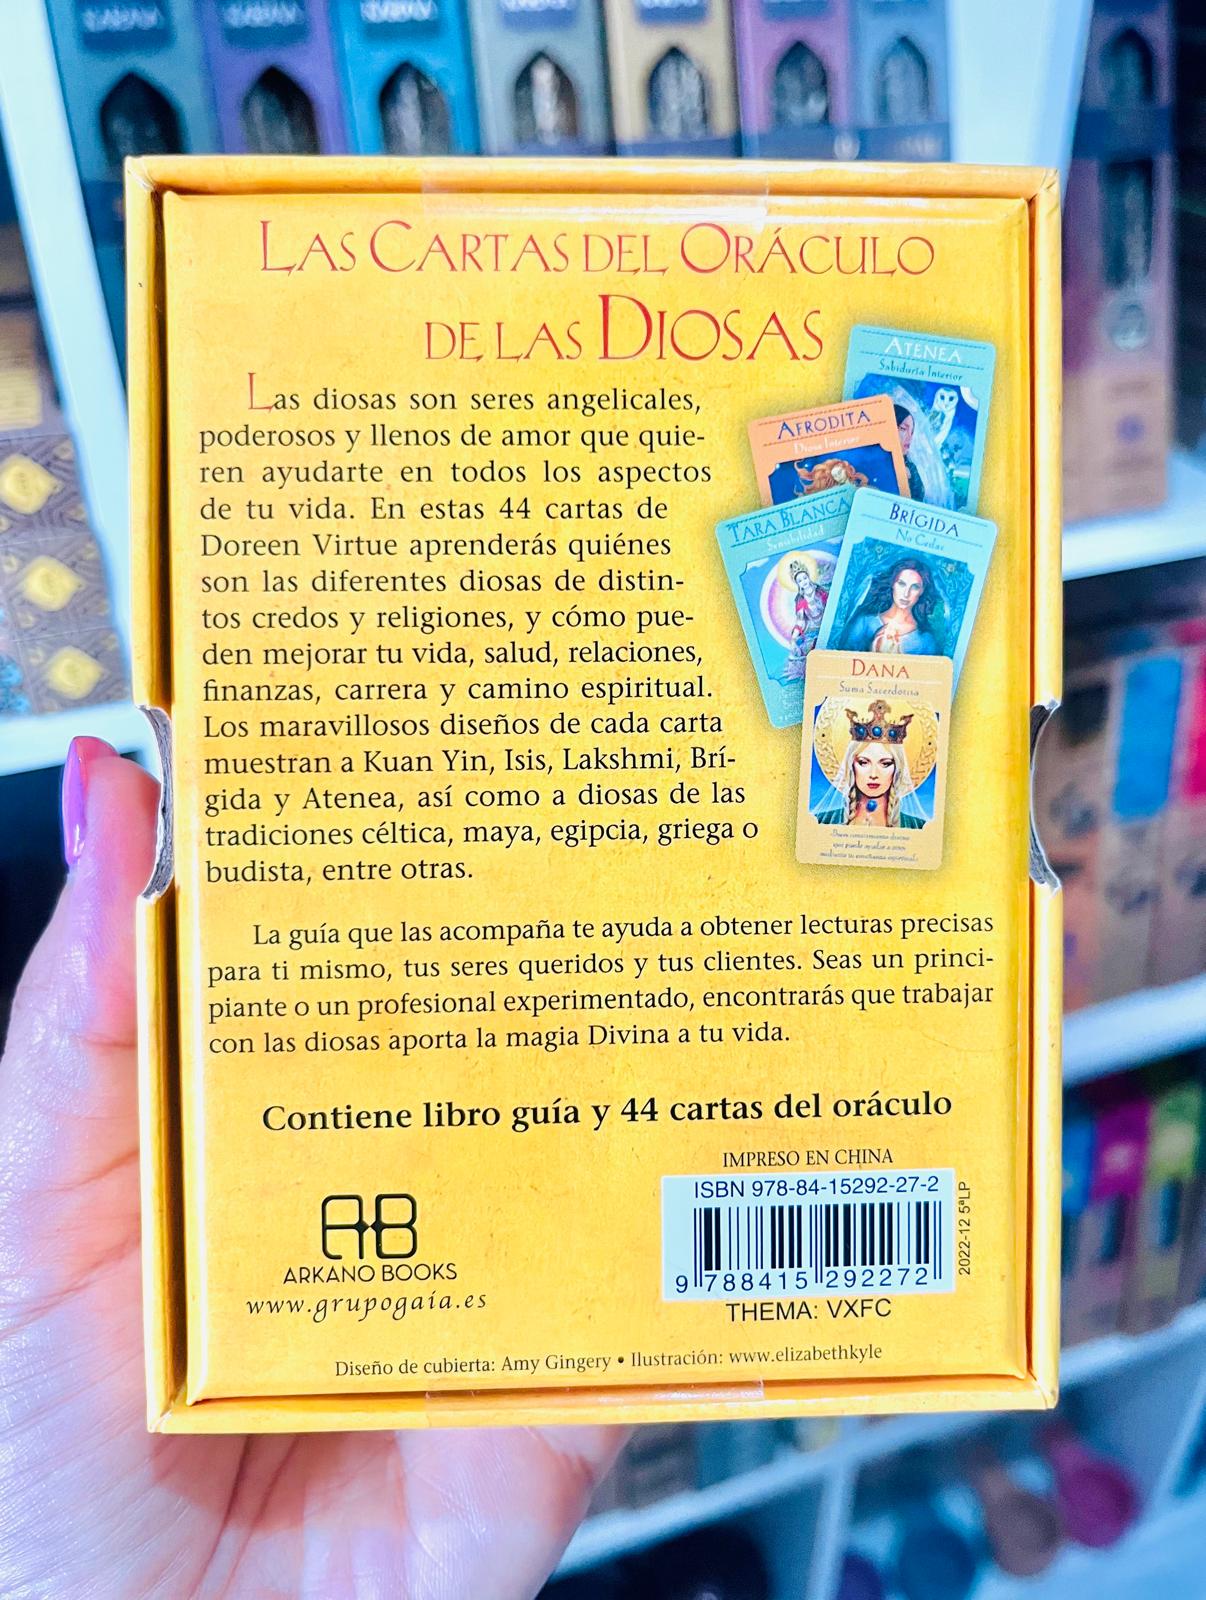 LAS CARTAS DEL ORÁCULO
DE LAS DIOSAS
Las diosas son seres angelicales,
poderosos y llenos de amor que quie-
ren ayudarte en todos los aspectos
de tu vida. En estas 44 cartas de
Doreen Virtue aprenderás quiénes
son las diferentes diosas de distin-
tos credos y religiones, y cómo pue-
den mejorar tu vida, salud, relaciones,
finanzas, carrera y camino espiritual.
Los maravillosos diseños de cada carta
muestran a Kuan Yin, Isis, Lakshmi, Brí-
gida y Atenea, así como a diosas de las
tradiciones céltica, maya, egipcia, griega o
budista, entre otras.
ATENEA
Sabiduría Interior
AFRODITA
Diosa Interior
TARA BLANCA
Sensibilidad
BRÍGIDA
No Cedas
DANA
Suma Sacerdotisa
La guía que las acompaña te ayuda a obtener lecturas precisas
para ti mismo, tus seres queridos y tus clientes. Seas un princi-
piante o un profesional experimentado, encontrarás que trabajar
con las diosas aporta la magia Divina a tu vida.
Contiene libro guía y 44 cartas del oráculo
IMPRESO EN CHINA
ISBN 978-84-15292-27-2
9 788415 292272
THEMA: VXFC
2022-12 5ªLP
AB
ARKANO BOOKS
www.grupogaía.es
Diseño de cubierta: Amy Gingery • Ilustración: www.elizabethkyle